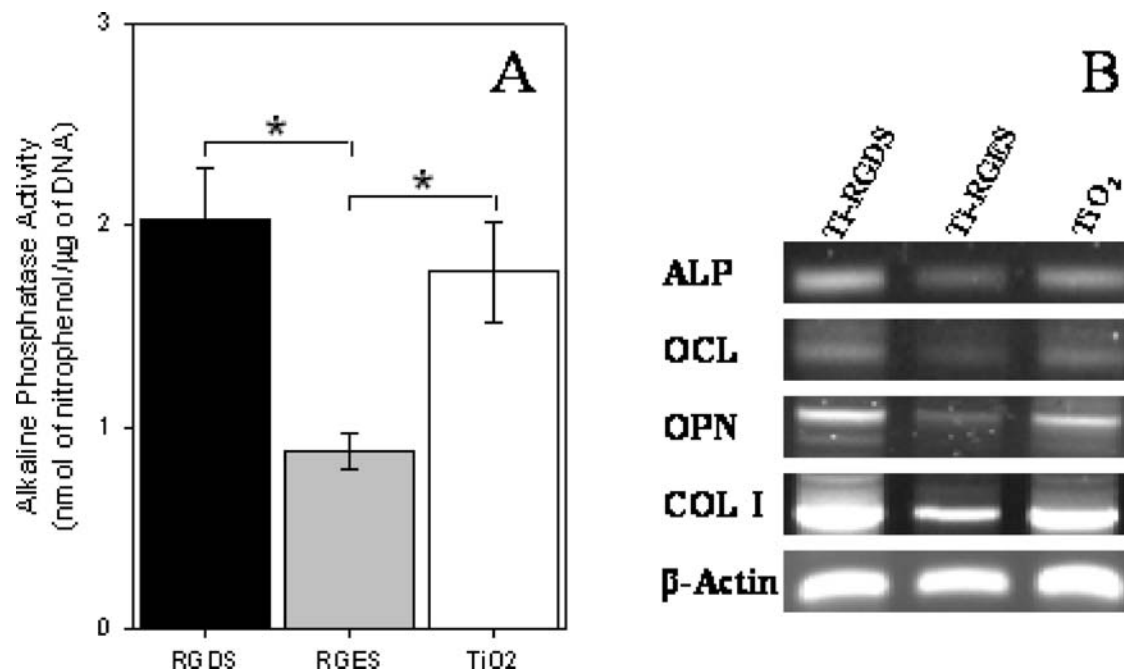 A
Alkaline Phosphatase Activity
(nmol of nitrophenol/µg of DNA)
3
2
1
0
*
*
RGDS
RGES
TiO2
B
Ti-RGDS
Ti-RGES
TiO2
ALP
OCL
OPN
COL I
β-Actin